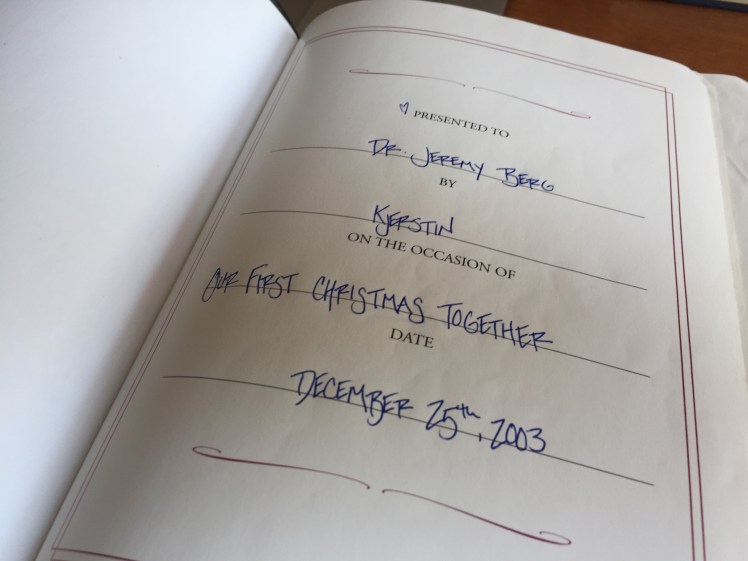 ♡ PRESENTED TO
DR. JEREMY BERG
BY
KJERSTIN
ON THE OCCASION OF
OUR FIRST CHRISTMAS TOGETHER
DATE
DECEMBER 25th, 2003